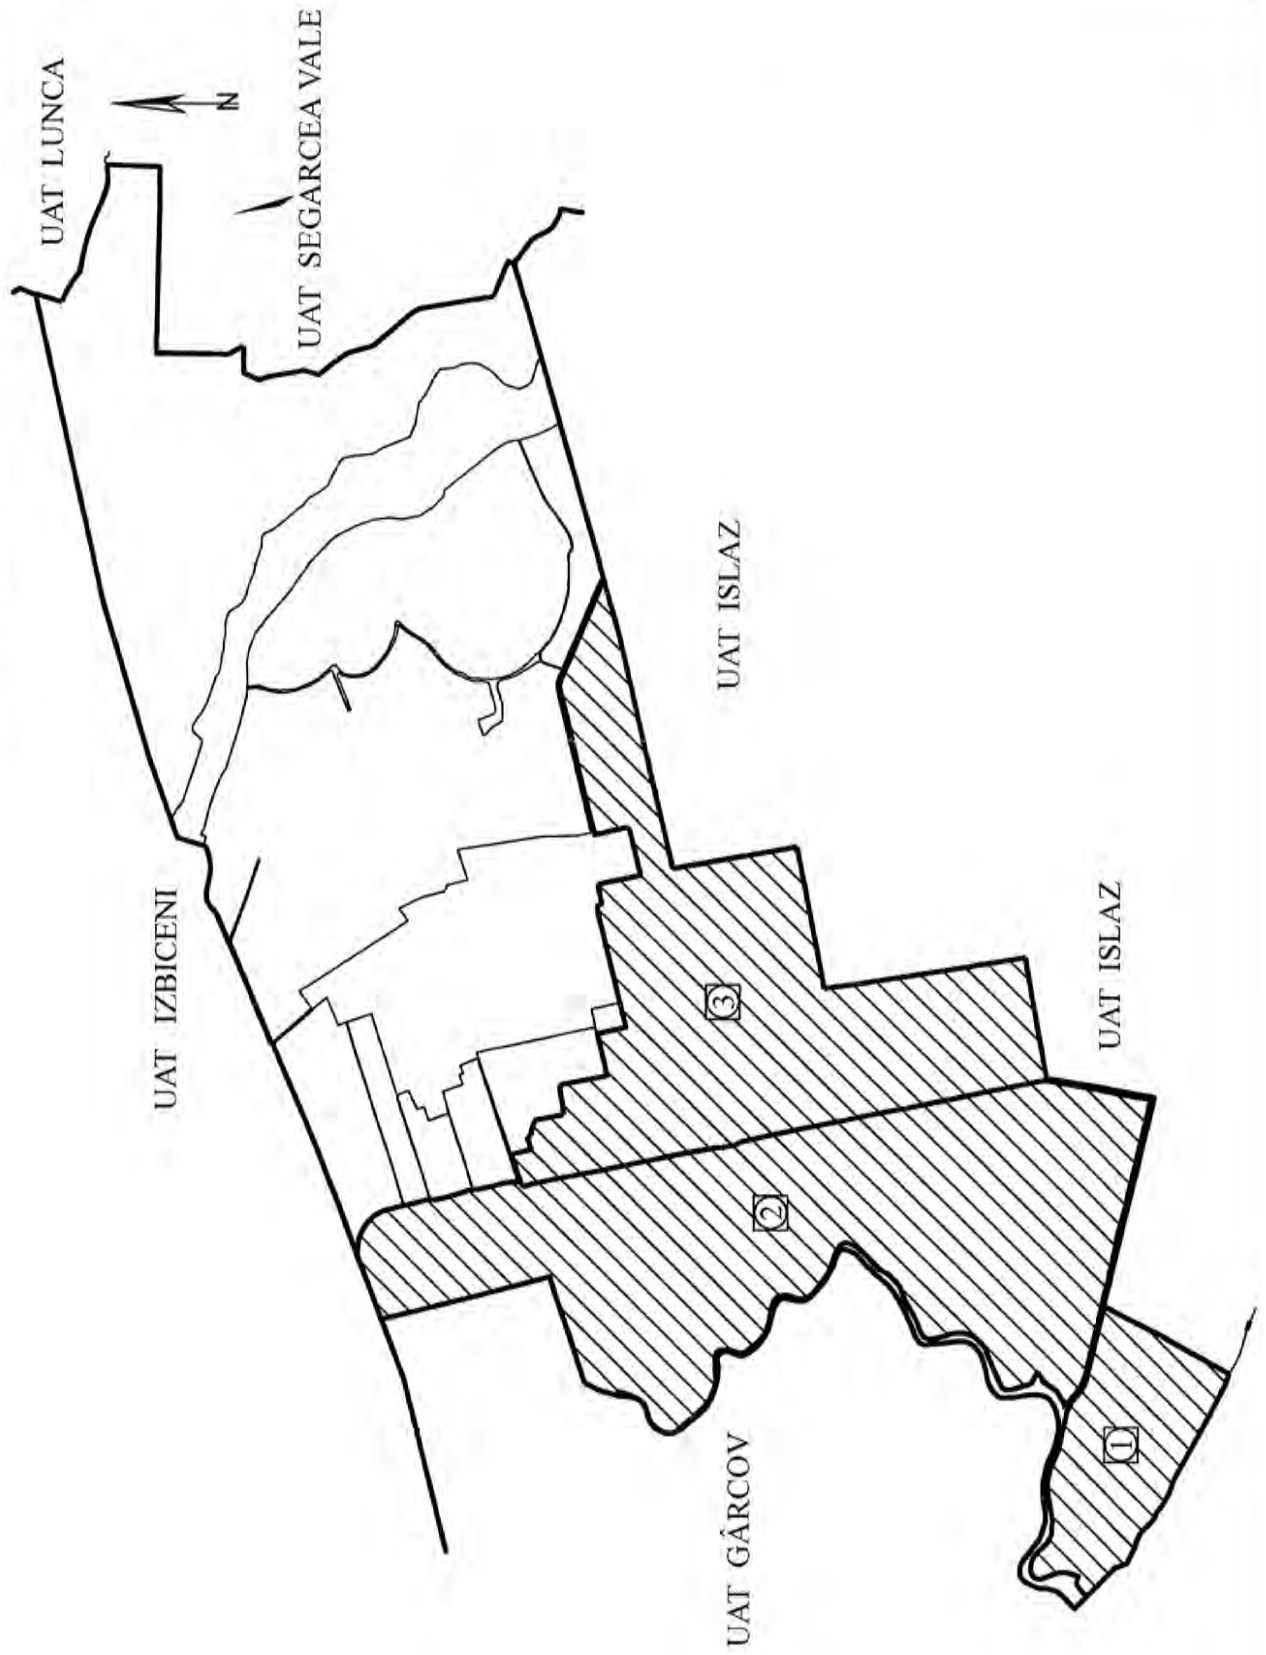 UAT LUNCA
N
UAT SEGARCEA VALE
UAT IZBICENI
UAT ISLAZ
3
UAT ISLAZ
2
UAT GÂRCOV
1